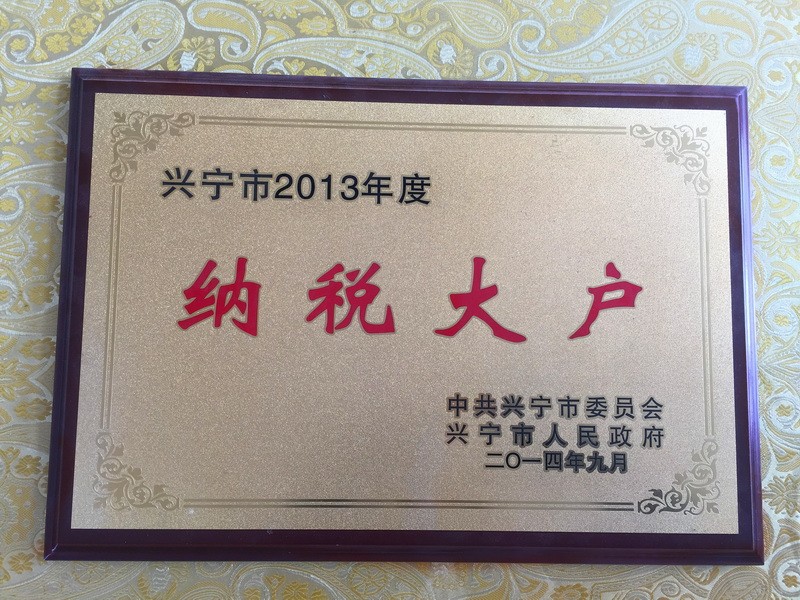 兴宁市2013年度
纳税大户
中共兴宁市委员会
兴宁市人民政府
二〇一四年九月